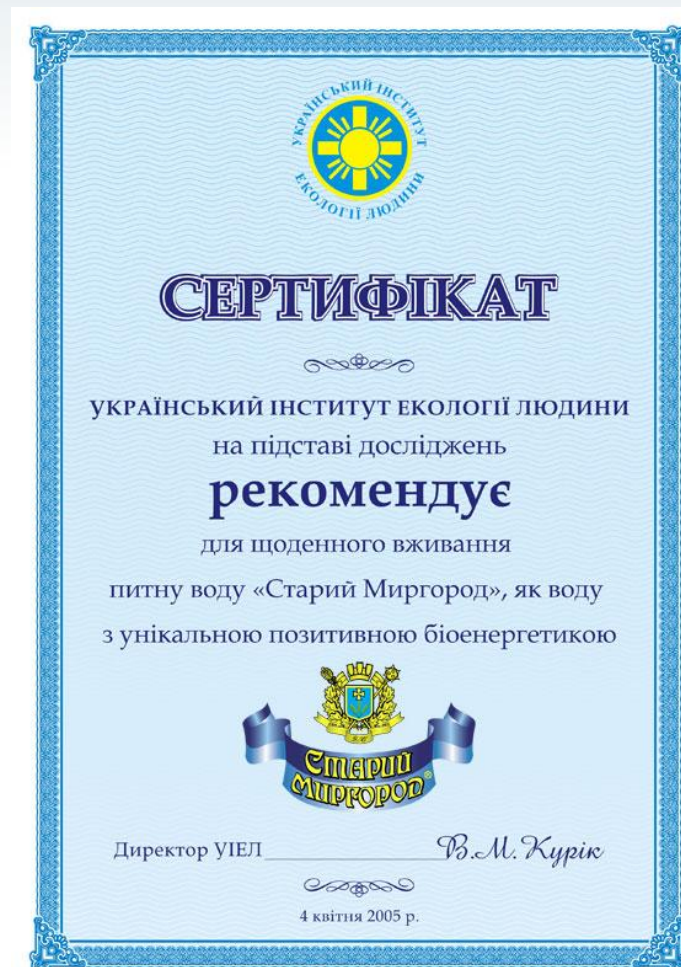 УКРАЇНСЬКИЙ ІНСТИТУТ
ЕКОЛОГІЇ ЛЮДИНИ
СЕРТИФІКАТ
УКРАЇНСЬКИЙ ІНСТИТУТ ЕКОЛОГІЇ ЛЮДИНИ
на підставі досліджень
рекомендує
для щоденного вживання
питну воду «Старий Миргород», як воду
з унікальною позитивною біоенергетикою
Старий
Миргород®
Директор УІЕЛ В.М. Курік
4 квітня 2005 р.